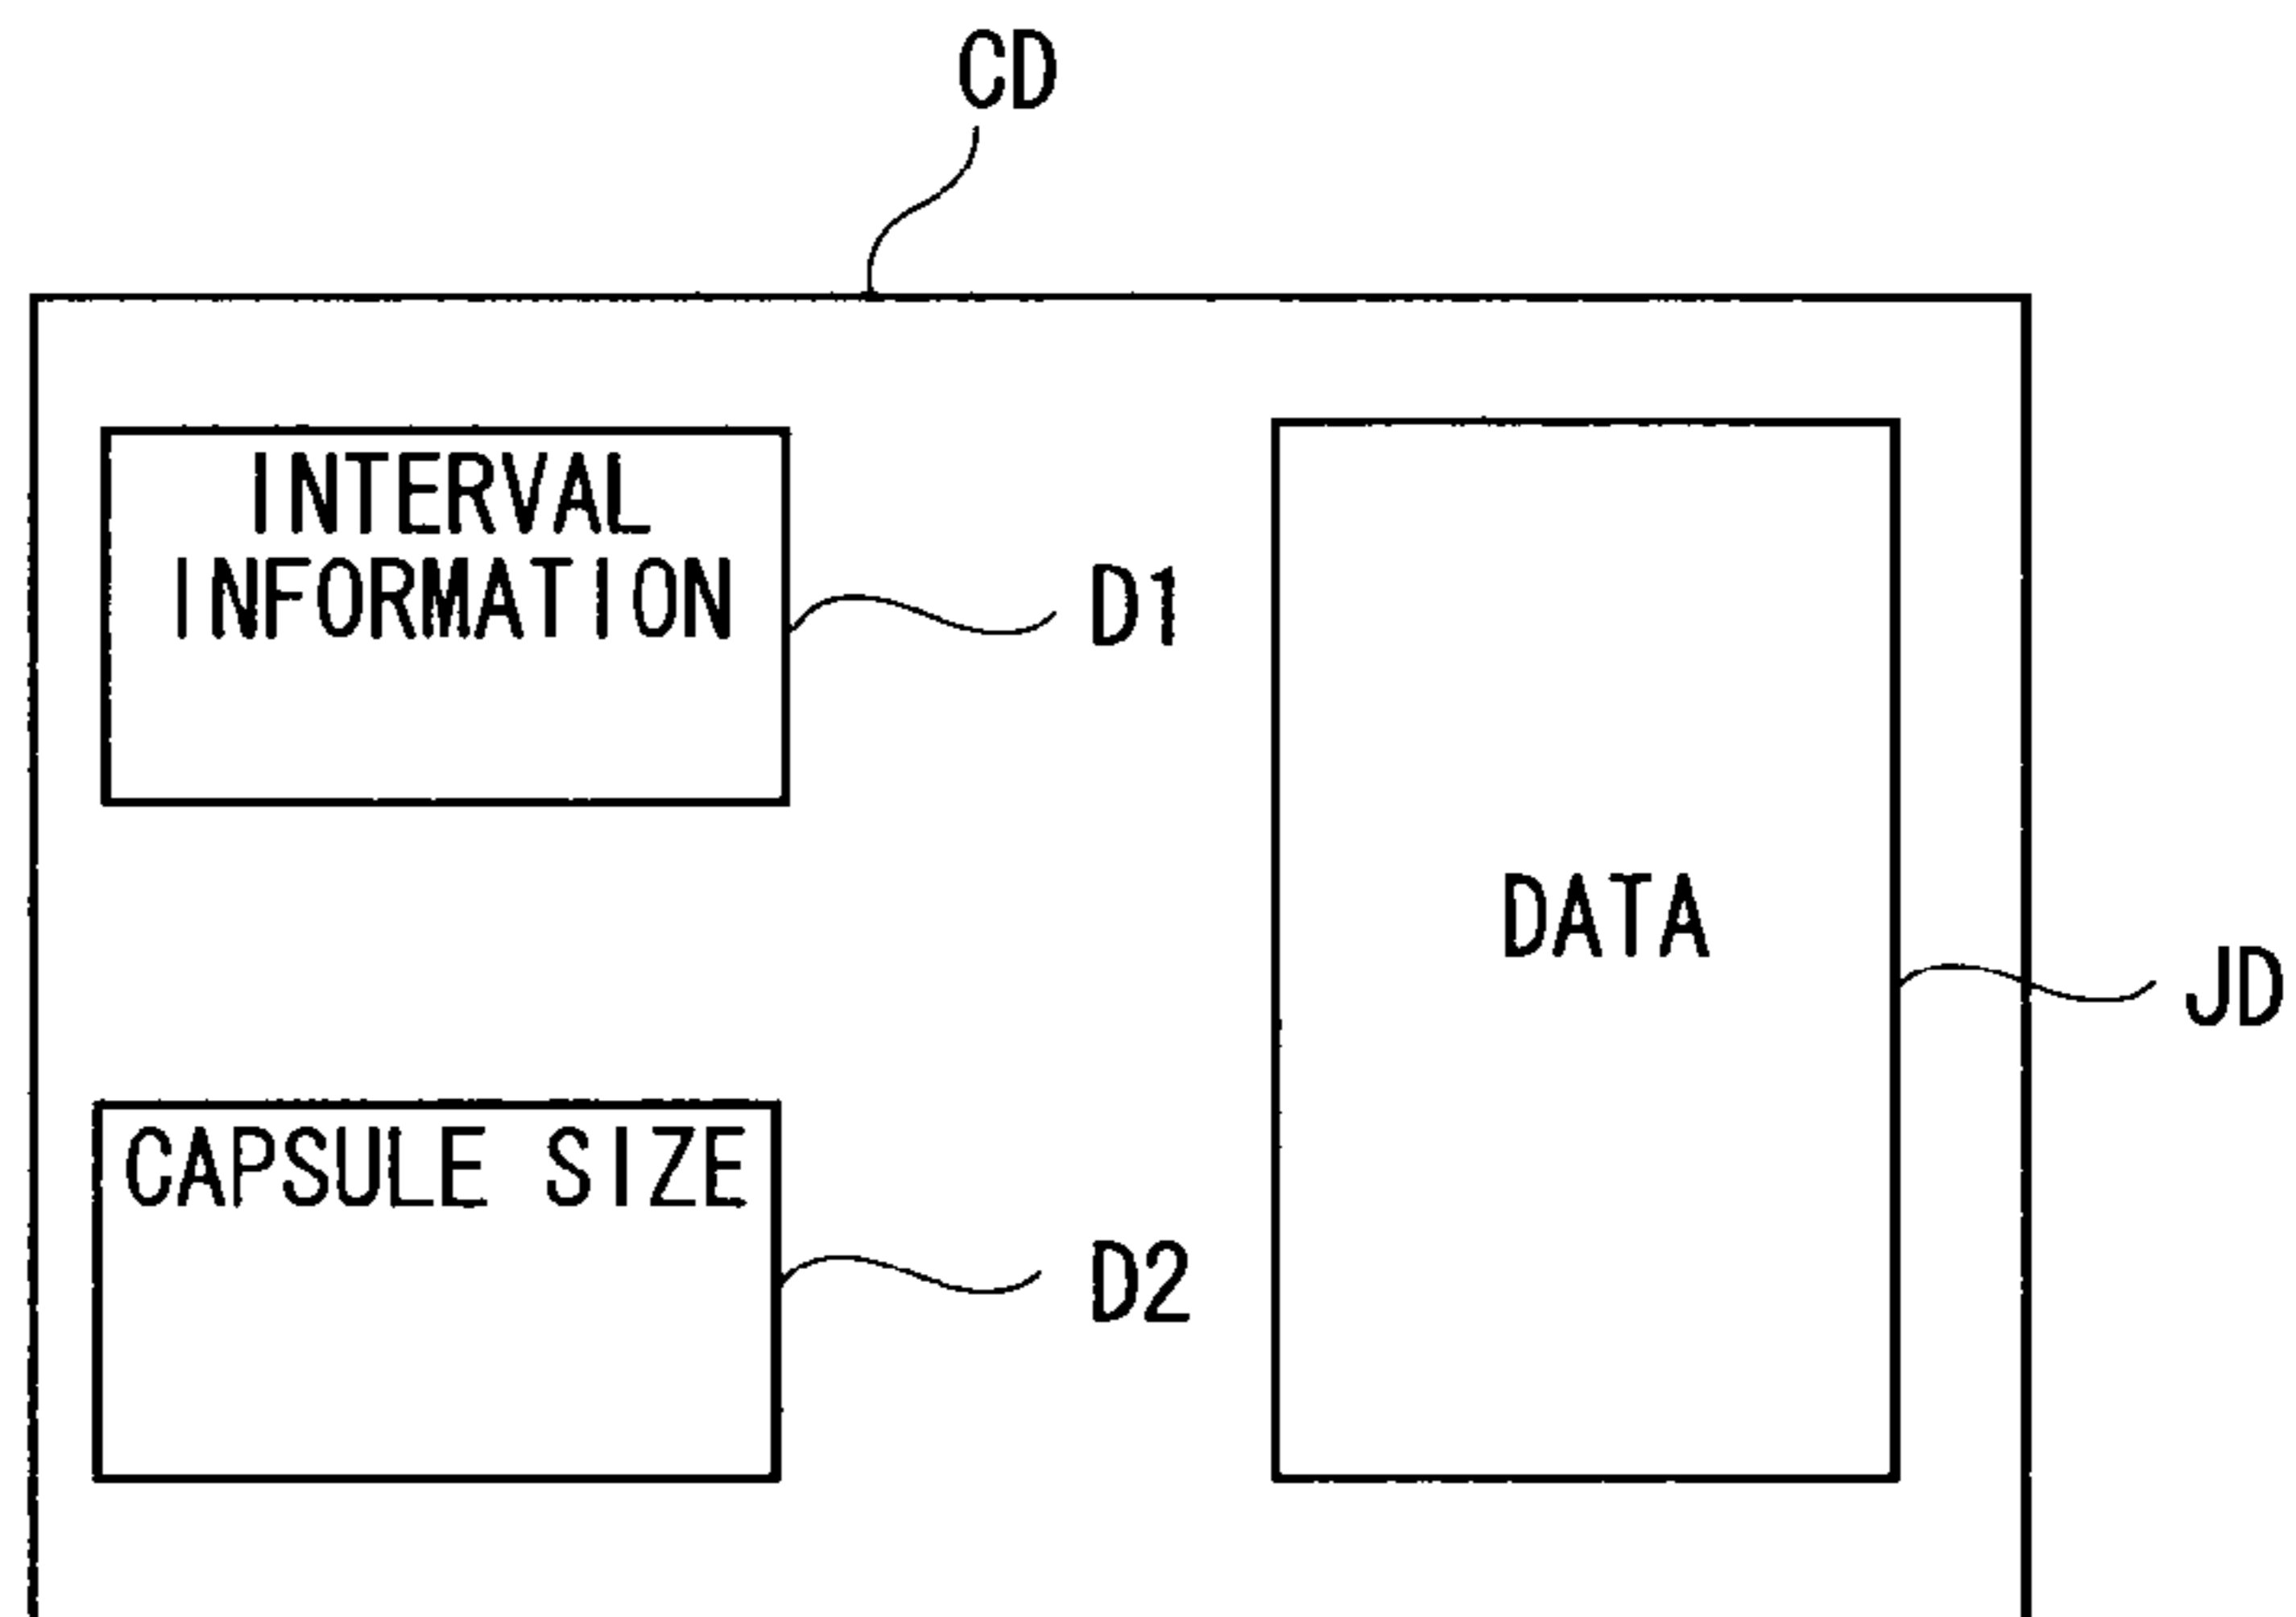 CD
INTERVAL
INFORMATION
D1
DATA
JD
CAPSULE SIZE
D2